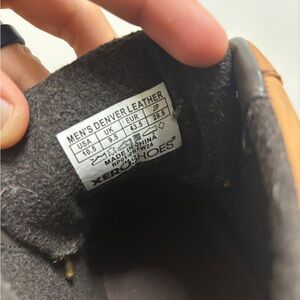 MEN'S DENVER LEATHER
USA UK EUR JP
10.5 9.5 43.5 28.5
MADE IN CHINA
XERO SHOES®